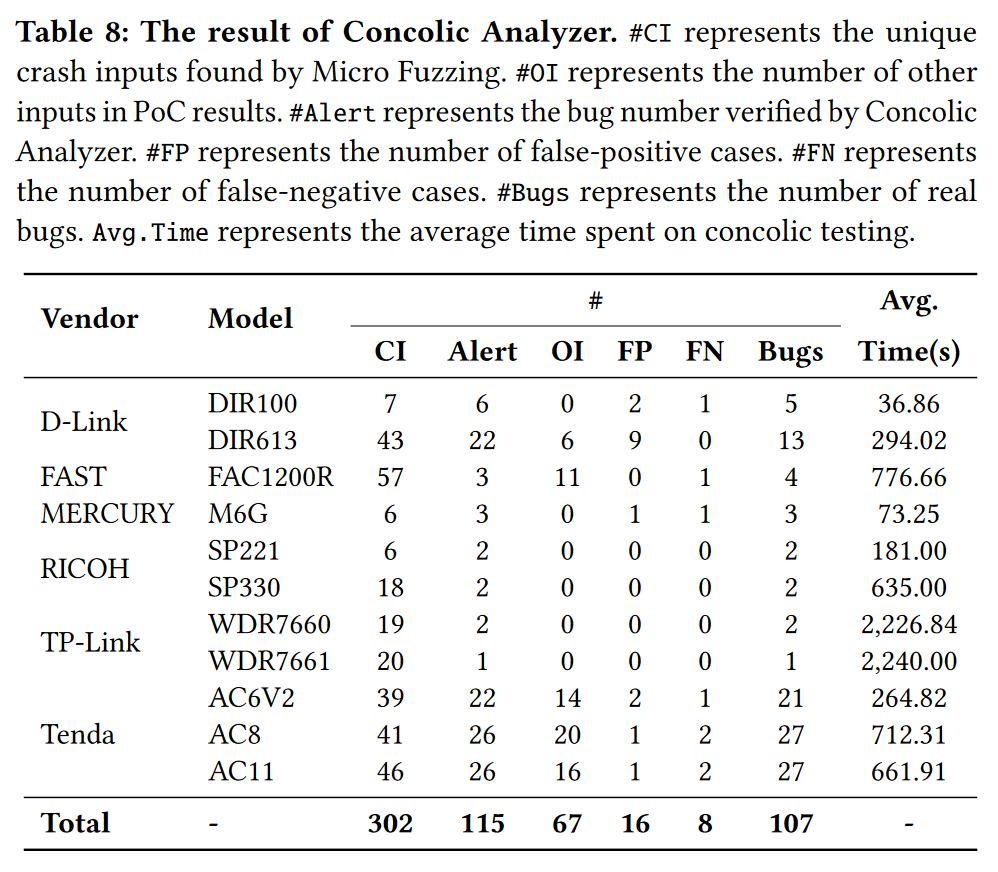 Table 8: The result of Concolic Analyzer. #CI represents the unique
crash inputs found by Micro Fuzzing. #OI represents the number of other
inputs in PoC results. #Alert represents the bug number verified by Concolic
Analyzer. #FP represents the number of false-positive cases. #FN represents
the number of false-negative cases. #Bugs represents the number of real
bugs. Avg.Time represents the average time spent on concolic testing.
Vendor Model # Avg.
CI Alert OI FP FN Bugs Time(s)
D-Link DIR100 7 6 0 2 1 5 36.86
DIR613 43 22 6 9 0 13 294.02
FAST FAC1200R 57 3 11 0 1 4 776.66
MERCURY M6G 6 3 0 1 1 3 73.25
RICOH SP221 6 2 0 0 0 2 181.00
SP330 18 2 0 0 0 2 635.00
TP-Link WDR7660 19 2 0 0 0 2 2,226.84
WDR7661 20 1 0 0 0 1 2,240.00
Tenda AC6V2 39 22 14 2 1 21 264.82
AC8 41 26 20 1 2 27 712.31
AC11 46 26 16 1 2 27 661.91
Total - 302 115 67 16 8 107 -